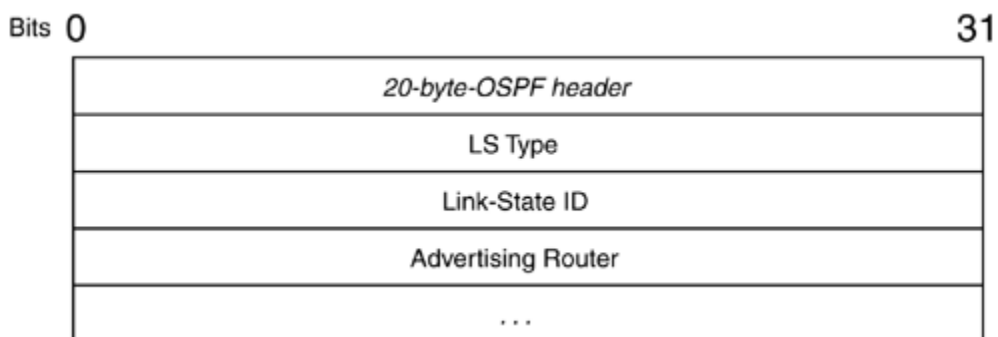 Bits 0 31
20-byte-OSPF header
LS Type
Link-State ID
Advertising Router
. . .